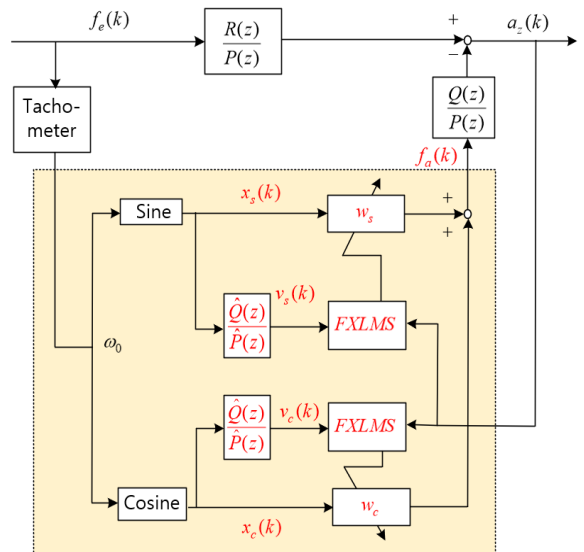 f_e(k)
R(z)
P(z)
+
−
a_z(k)
Tacho-
meter
Q(z)
P(z)
f_a(k)
Sine
x_s(k)
w_s
+
+
Q̂(z)
P̂(z)
v_s(k)
FXLMS
ω_0
Q̂(z)
P̂(z)
v_c(k)
FXLMS
Cosine
x_c(k)
w_c